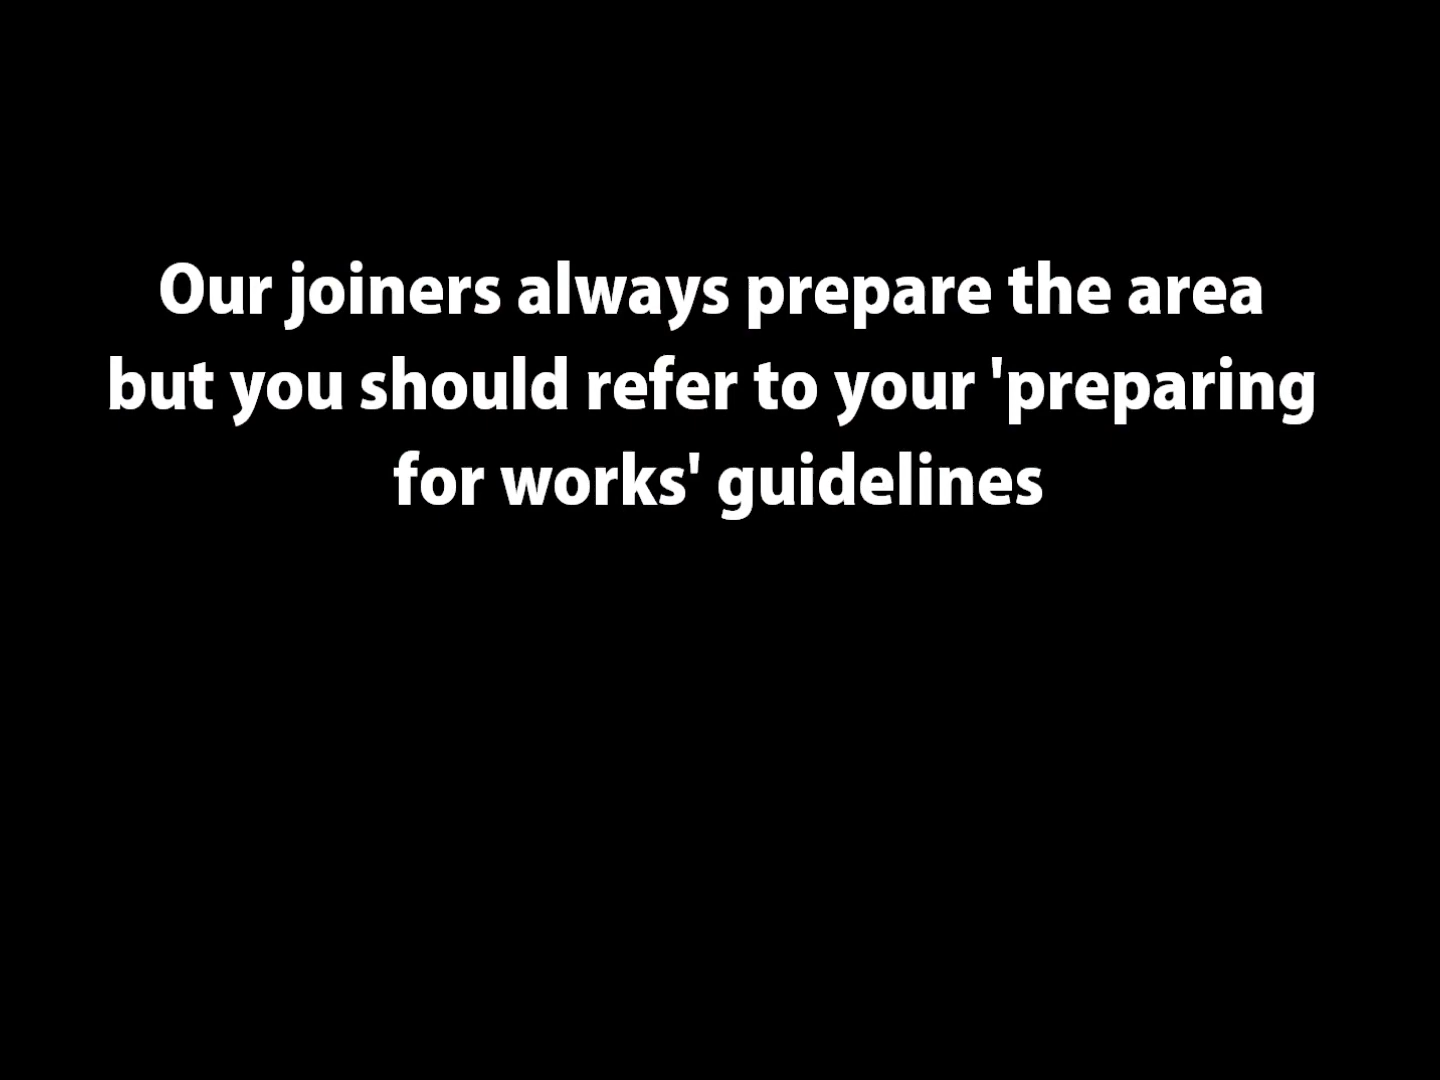 Our joiners always prepare the area
but you should refer to your 'preparing
for works' guidelines